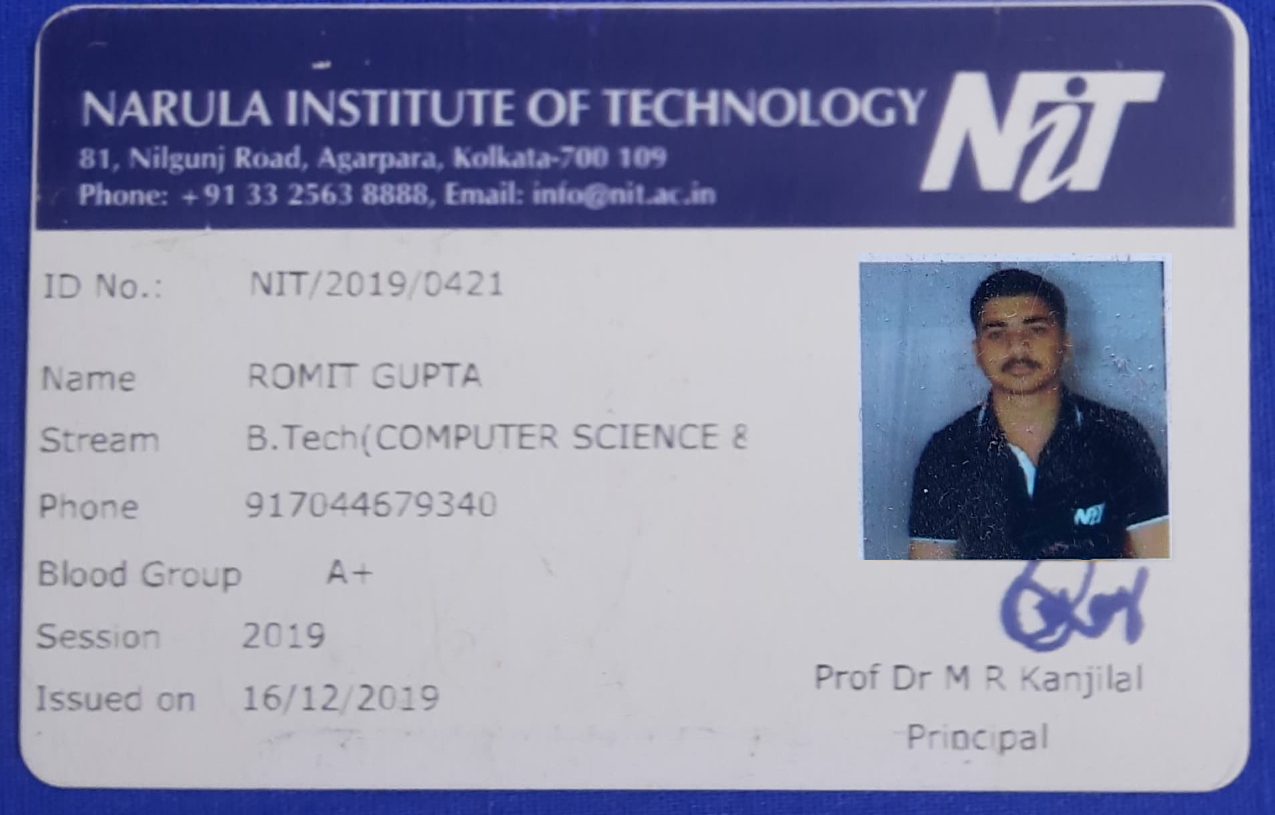 NARULA INSTITUTE OF TECHNOLOGY NiT
81, Nilgunj Road, Agarpara, Kolkata-700 109
Phone: +91 33 2563 8888, Email: info@nit.ac.in
ID No.: NIT/2019/0421
Name ROMIT GUPTA
Stream B.Tech(COMPUTER SCIENCE &
Phone 917044679340
Blood Group A+
Session 2019
Issued on 16/12/2019
NiT
Prof Dr M R Kanjilal
Principal